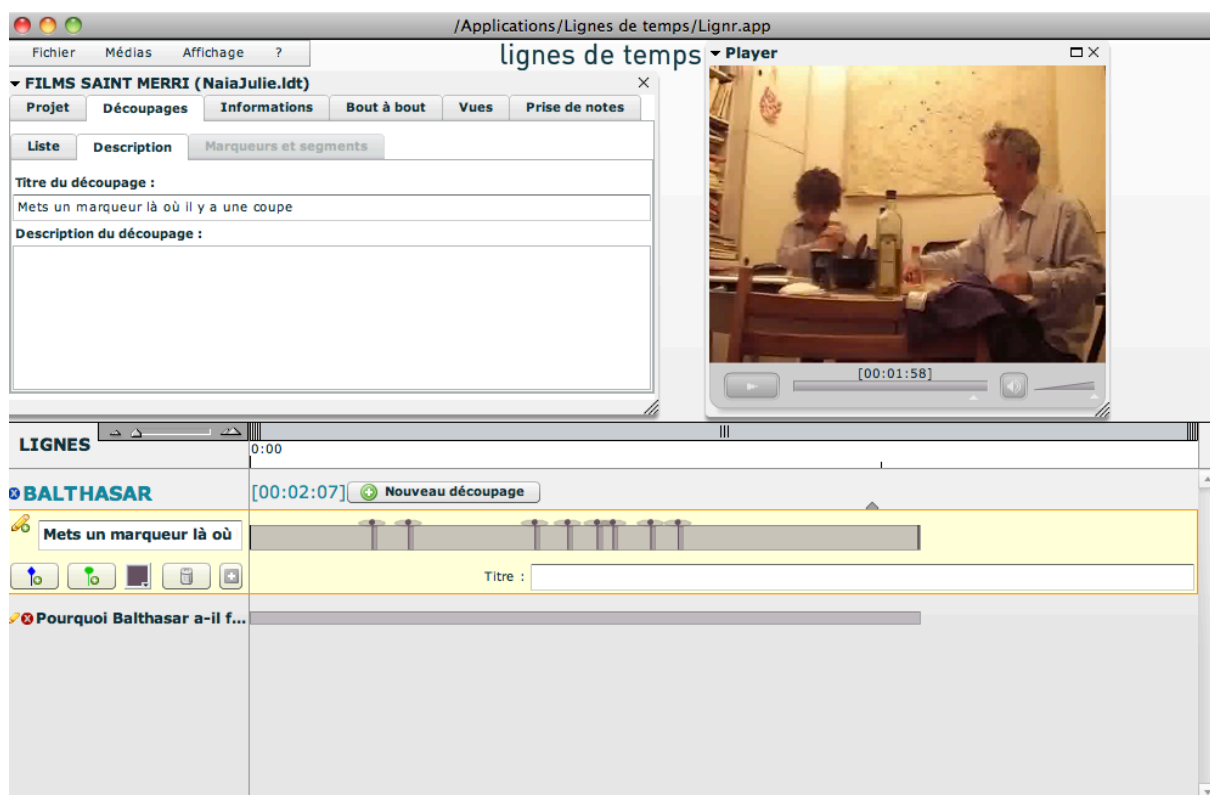 /Applications/Lignes de temps/Lignr.app
Fichier Médias Affichage ?
lignes de temps
Player
FILMS SAINT MERRI (NaiaJulie.ldt)
Projet Découpages Informations Bout à bout Vues Prise de notes
Liste Description Marqueurs et segments
Titre du découpage :
Mets un marqueur là où il y a une coupe
Description du découpage :
[00:01:58]
LIGNES
0:00
BALTHASAR
[00:02:07] Nouveau découpage
Mets un marqueur là où
Titre :
Pourquoi Balthasar a-il f...